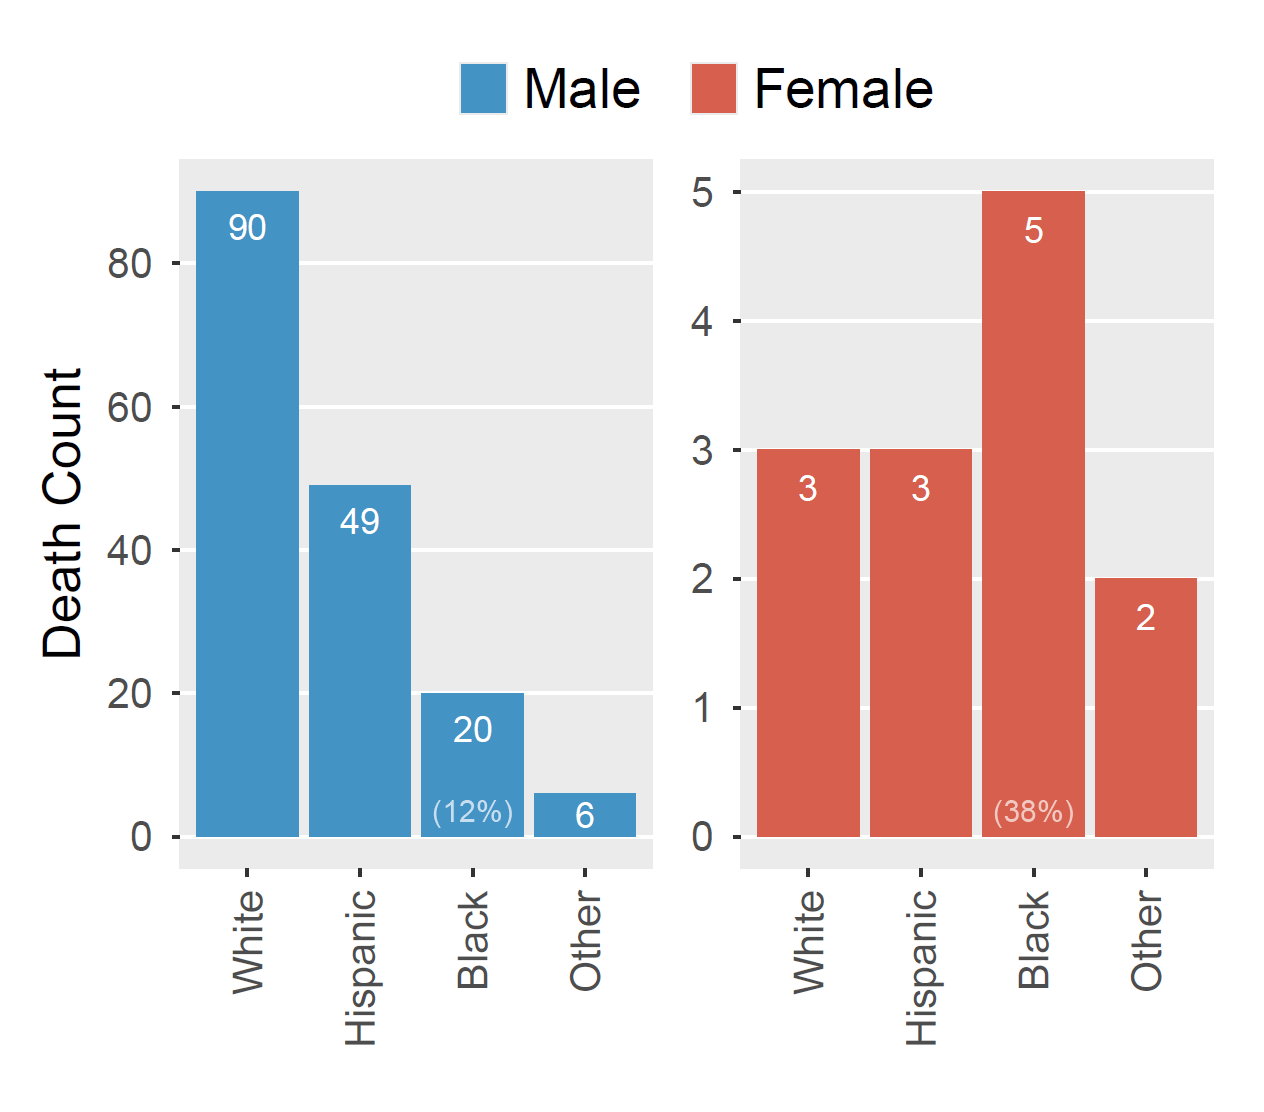 Male Female
Death Count
80
60
40
20
0
90
49
20
(12%)
6
White
Hispanic
Black
Other
5
4
3
2
1
0
3
3
5
(38%)
2
White
Hispanic
Black
Other